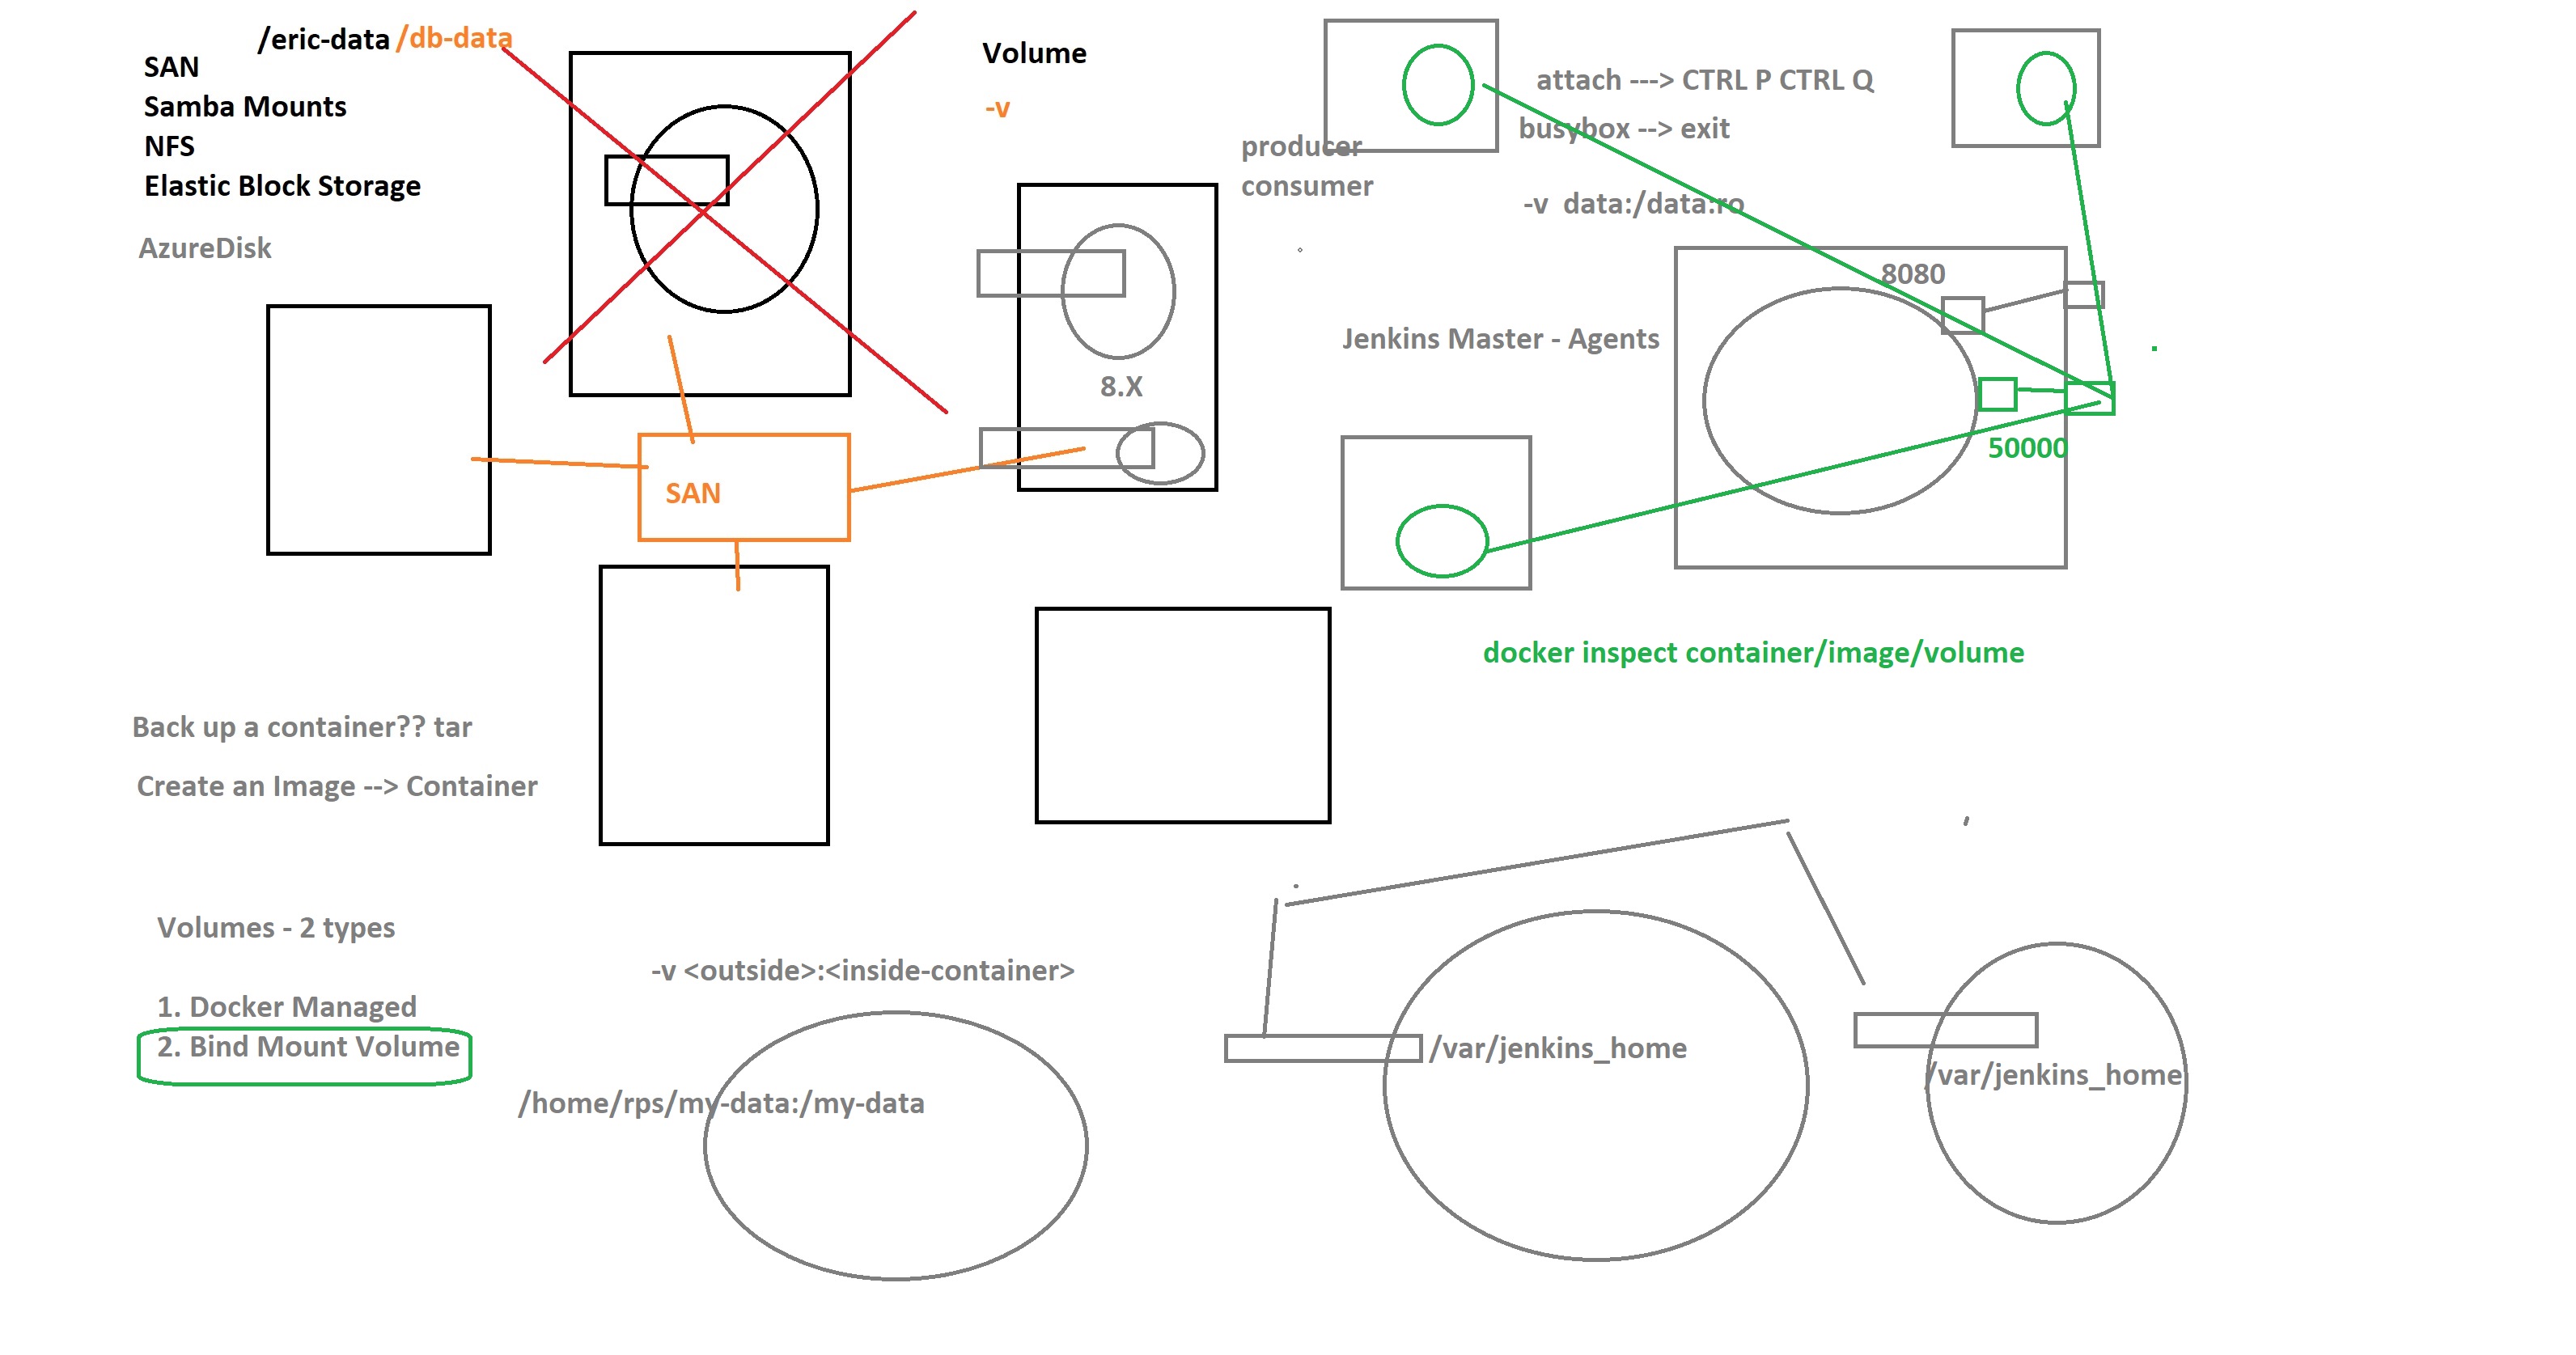 /eric-data /db-data
SAN
Samba Mounts
NFS
Elastic Block Storage
AzureDisk
SAN
Volume
-v
8.X
producer
consumer
attach ---> CTRL P CTRL Q
busybox --> exit
-v data:/data:ro
Jenkins Master - Agents
8080
50000
docker inspect container/image/volume
Back up a container?? tar
Create an Image --> Container
Volumes - 2 types
1. Docker Managed
2. Bind Mount Volume
-v <outside>:<inside-container>
/home/rps/my-data:/my-data
/var/jenkins_home
/var/jenkins_home